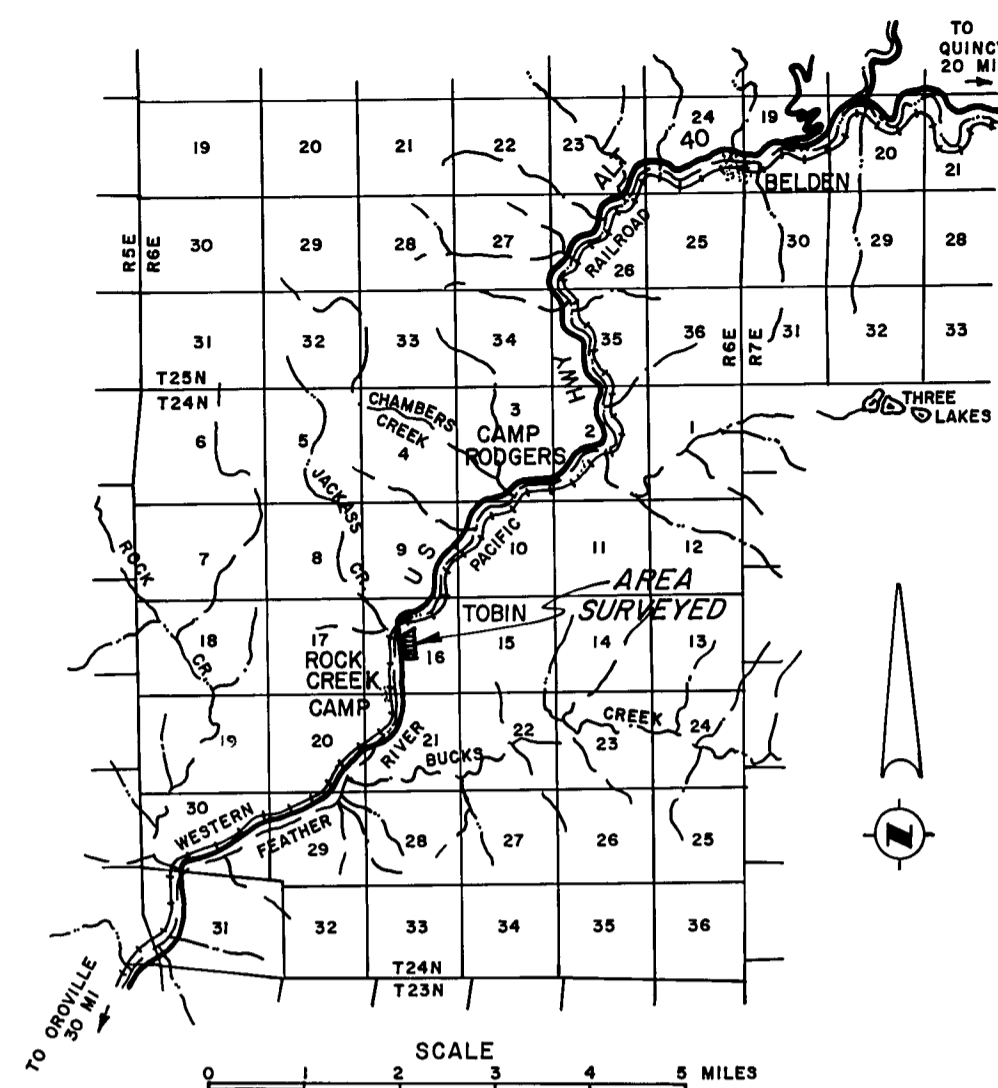 TO
QUINCY
20 MI
24 19
19 20 21 22 23 40 20
ALT
BELDEN 21
R5E
R6E
30 29 28 27 RAILROAD 25 30 29 28
26
31 32 33 34 35 36 R6E
R7E 31 32 33
T25N
T24N
HWY
THREE
LAKES
CHAMBERS
CREEK
3
6 5 4 CAMP
RODGERS 2 1
JACKASS
CR.
ROCK
CR.
7 8 9 US PACIFIC 10 11 12
AREA
SURVEYED
TOBIN
18 17 16 15 14 13
ROCK
CREEK
CAMP
19 20 RIVER 21 22 CREEK 23 24
BUCKS
30 WESTERN
FEATHER 29 28 27 26 25
31 32 33 34 35 36
T24N
T23N
TO OROVILLE
30 MI
SCALE
0 1 2 3 4 5 MILES
N